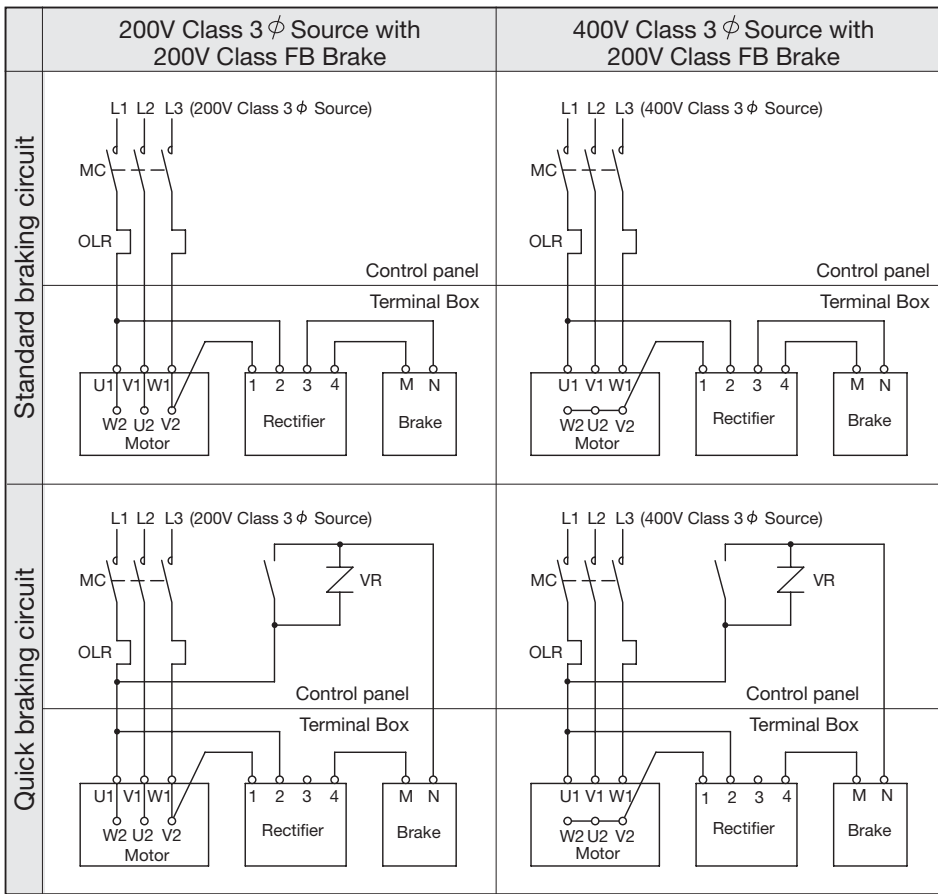 200V Class 3 ϕ Source with
200V Class FB Brake
400V Class 3 ϕ Source with
200V Class FB Brake
Standard braking circuit
L1 L2 L3 (200V Class 3 ϕ Source)
MC
OLR
Control panel
Terminal Box
U1 V1 W1
1 2 3 4
M N
W2 U2 V2
Motor
Rectifier
Brake
L1 L2 L3 (400V Class 3 ϕ Source)
MC
OLR
Control panel
Terminal Box
U1 V1 W1
1 2 3 4
M N
W2 U2 V2
Motor
Rectifier
Brake
Quick braking circuit
L1 L2 L3 (200V Class 3 ϕ Source)
MC
VR
OLR
Control panel
Terminal Box
U1 V1 W1
1 2 3 4
M N
W2 U2 V2
Motor
Rectifier
Brake
L1 L2 L3 (400V Class 3 ϕ Source)
MC
VR
OLR
Control panel
Terminal Box
U1 V1 W1
1 2 3 4
M N
W2 U2 V2
Motor
Rectifier
Brake